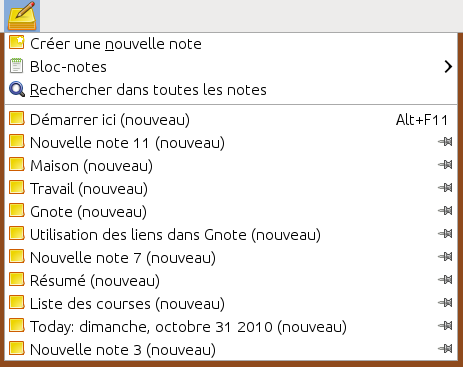 Créer une nouvelle note
Bloc-notes
Rechercher dans toutes les notes
Démarrer ici (nouveau) Alt+F11
Nouvelle note 11 (nouveau)
Maison (nouveau)
Travail (nouveau)
Gnote (nouveau)
Utilisation des liens dans Gnote (nouveau)
Nouvelle note 7 (nouveau)
Résumé (nouveau)
Liste des courses (nouveau)
Today: dimanche, octobre 31 2010 (nouveau)
Nouvelle note 3 (nouveau)